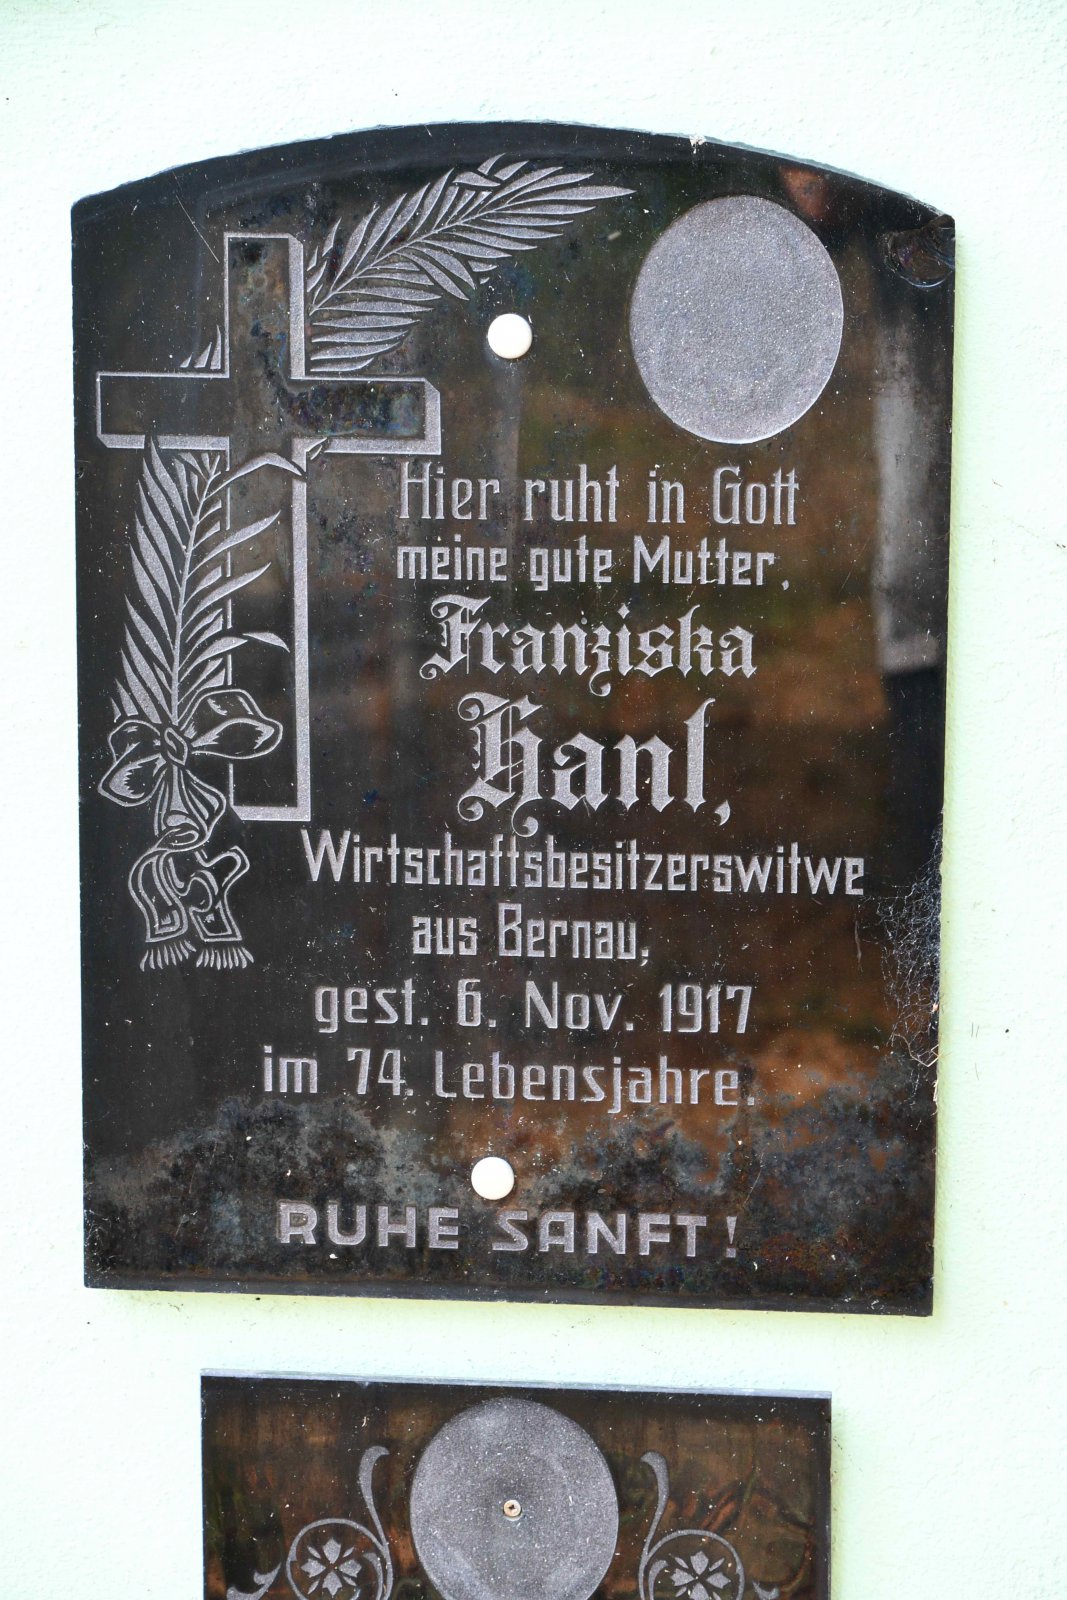 Hier ruht in Gott
meine gute Mutter,
Franziska
Hanl,
Wirtschaftsbesitzerswitwe
aus Bernau,
gest. 6. Nov. 1917
im 74. Lebensjahre.
RUHE SANFT!